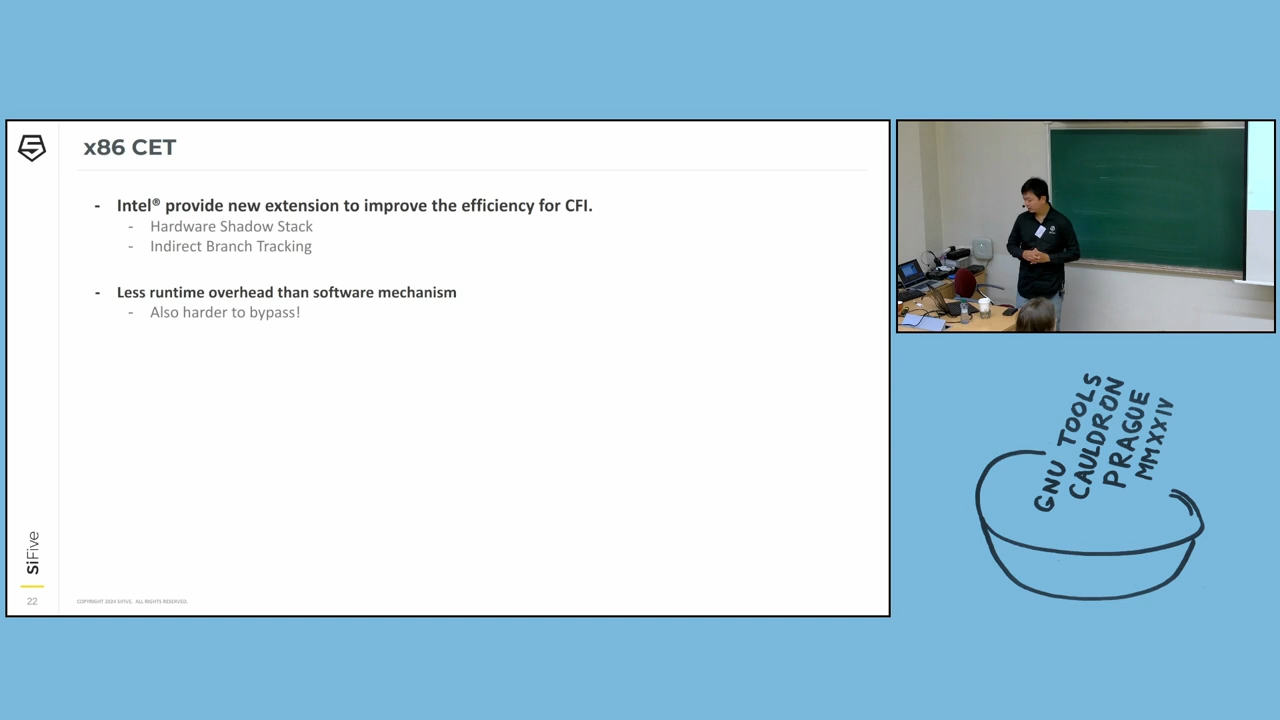 x86 CET
- Intel® provide new extension to improve the efficiency for CFI.
- Hardware Shadow Stack
- Indirect Branch Tracking
- Less runtime overhead than software mechanism
- Also harder to bypass!
SiFive
22
COPYRIGHT 2024 SIFIVE. ALL RIGHTS RESERVED.
GNU TOOLS
CAULDRON
PRAGUE
MMXXIV